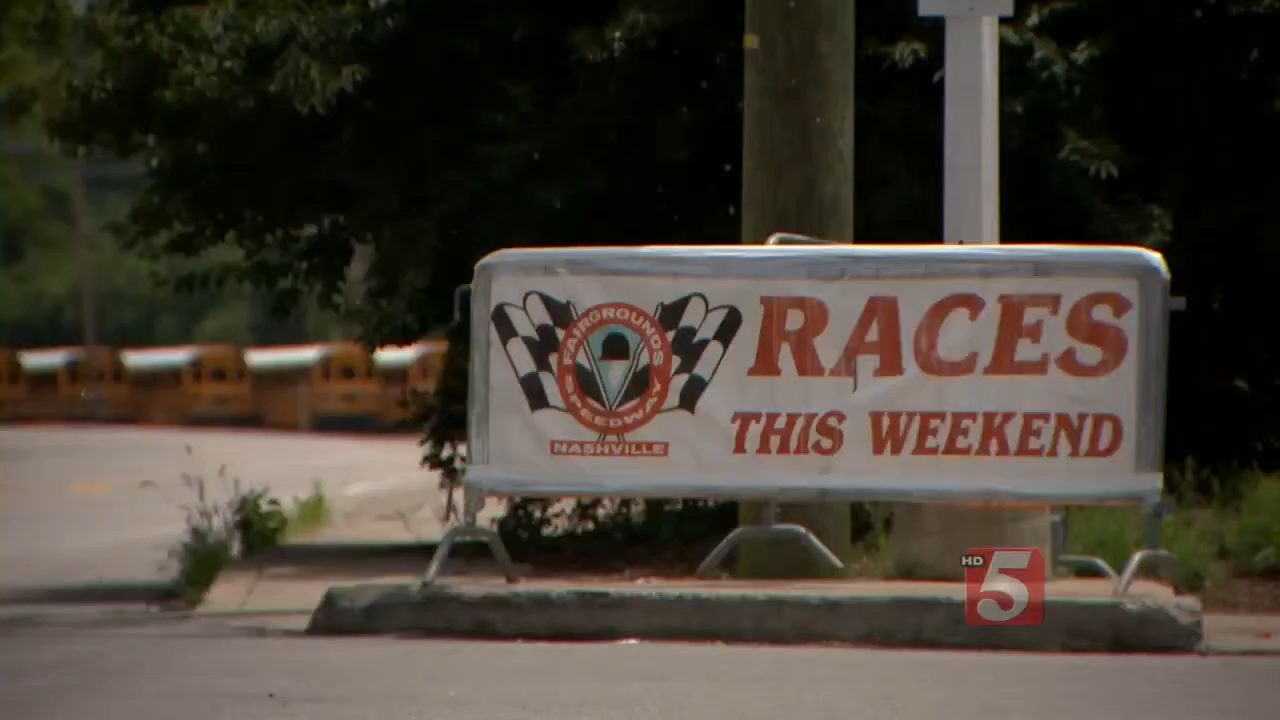 FAIRGROUNDS
SPEEDWAY
NASHVILLE
RACES
THIS WEEKEND
HD 5